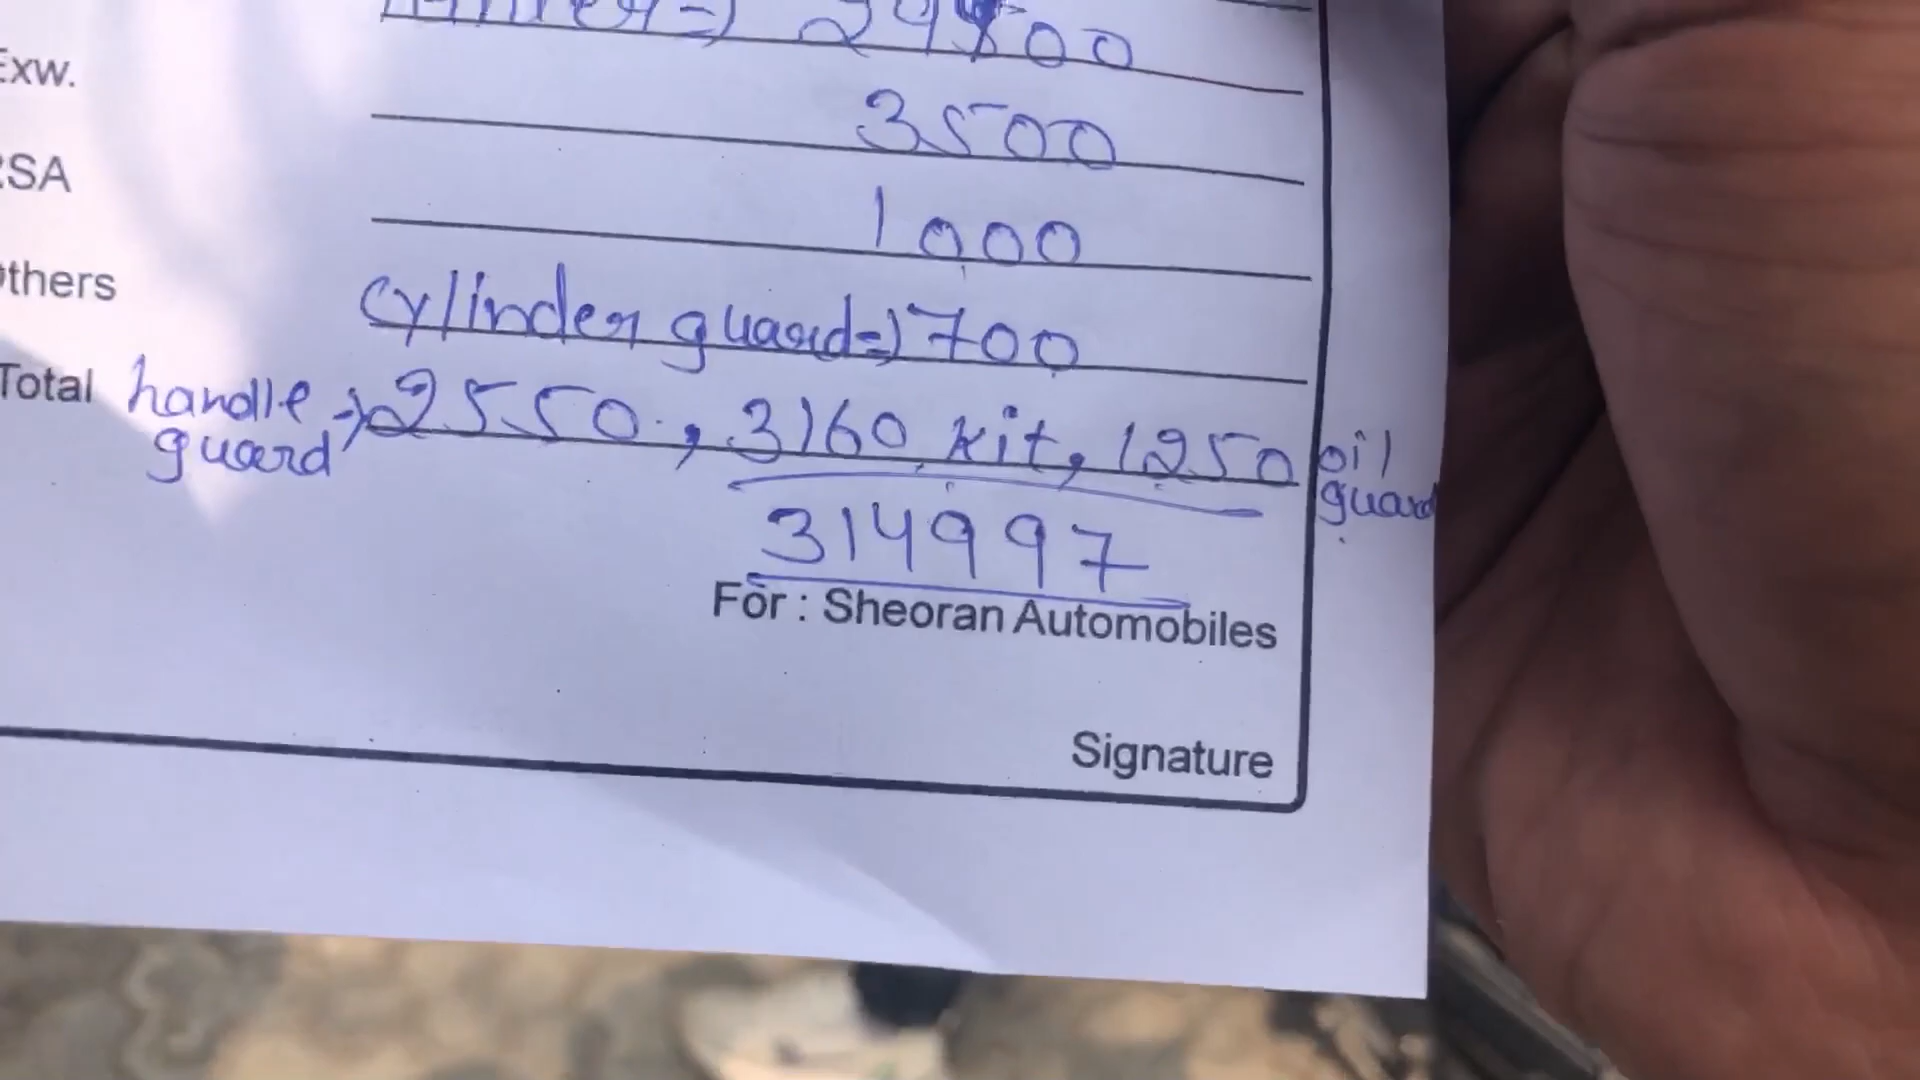 Exw. 3500
SA 1000
thers cylinder guard=) 700
Total handle guard => 2550, 3160 kit, 1250 oil guard
314997
For : Sheoran Automobiles
Signature